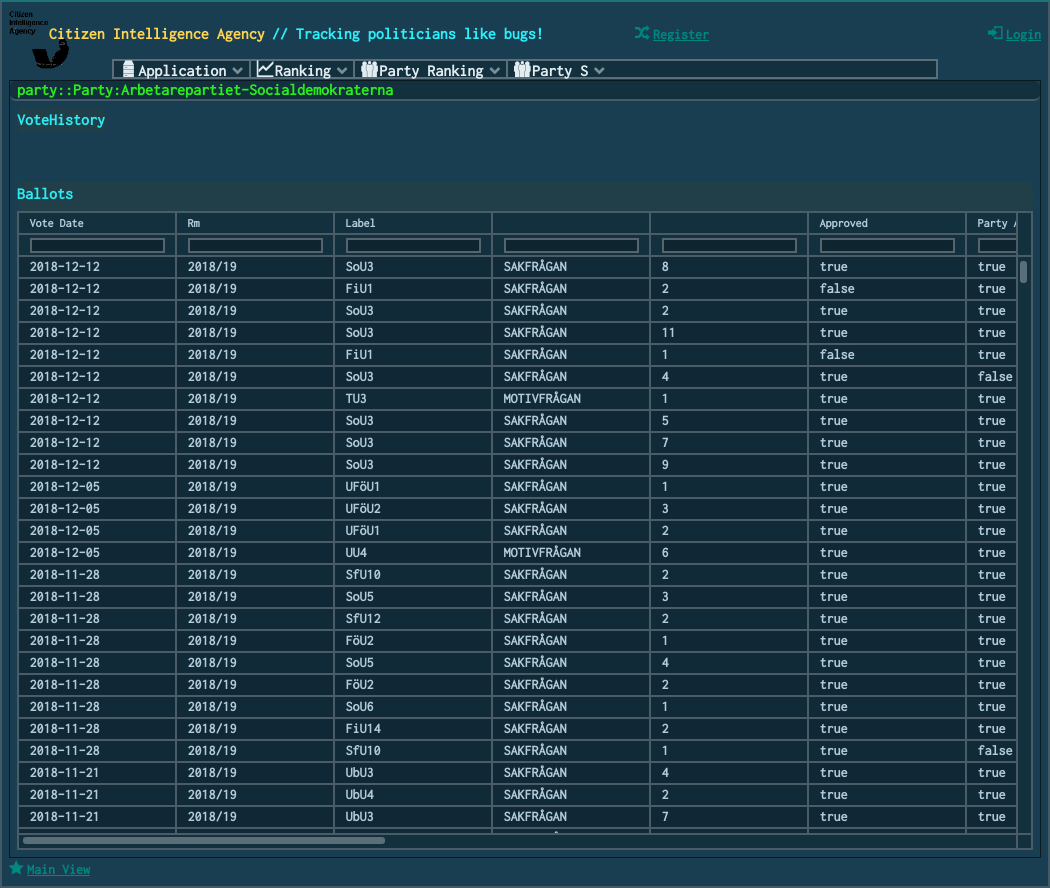 Citizen
Intelligence
Agency
Citizen Intelligence Agency // Tracking politicians like bugs!
Register
Login
Application
Ranking
Party Ranking
Party S
party::Party:Arbetarepartiet-Socialdemokraterna
VoteHistory
Ballots
Vote Date Rm Label Approved Party A
2018-12-12 2018/19 SoU3 SAKFRÅGAN 8 true true
2018-12-12 2018/19 FiU1 SAKFRÅGAN 2 false true
2018-12-12 2018/19 SoU3 SAKFRÅGAN 2 true true
2018-12-12 2018/19 SoU3 SAKFRÅGAN 11 true true
2018-12-12 2018/19 FiU1 SAKFRÅGAN 1 false true
2018-12-12 2018/19 SoU3 SAKFRÅGAN 4 true false
2018-12-12 2018/19 TU3 MOTIVFRÅGAN 1 true true
2018-12-12 2018/19 SoU3 SAKFRÅGAN 5 true true
2018-12-12 2018/19 SoU3 SAKFRÅGAN 7 true true
2018-12-12 2018/19 SoU3 SAKFRÅGAN 9 true true
2018-12-05 2018/19 UFöU1 SAKFRÅGAN 1 true true
2018-12-05 2018/19 UFöU2 SAKFRÅGAN 3 true true
2018-12-05 2018/19 UFöU1 SAKFRÅGAN 2 true true
2018-12-05 2018/19 UU4 MOTIVFRÅGAN 6 true true
2018-11-28 2018/19 SfU10 SAKFRÅGAN 2 true true
2018-11-28 2018/19 SoU5 SAKFRÅGAN 3 true true
2018-11-28 2018/19 SfU12 SAKFRÅGAN 2 true true
2018-11-28 2018/19 FöU2 SAKFRÅGAN 1 true true
2018-11-28 2018/19 SoU5 SAKFRÅGAN 4 true true
2018-11-28 2018/19 FöU2 SAKFRÅGAN 2 true true
2018-11-28 2018/19 SoU6 SAKFRÅGAN 1 true true
2018-11-28 2018/19 FiU14 SAKFRÅGAN 2 true true
2018-11-28 2018/19 SfU10 SAKFRÅGAN 1 true false
2018-11-21 2018/19 UbU3 SAKFRÅGAN 4 true true
2018-11-21 2018/19 UbU4 SAKFRÅGAN 2 true true
2018-11-21 2018/19 UbU3 SAKFRÅGAN 7 true true
Main View